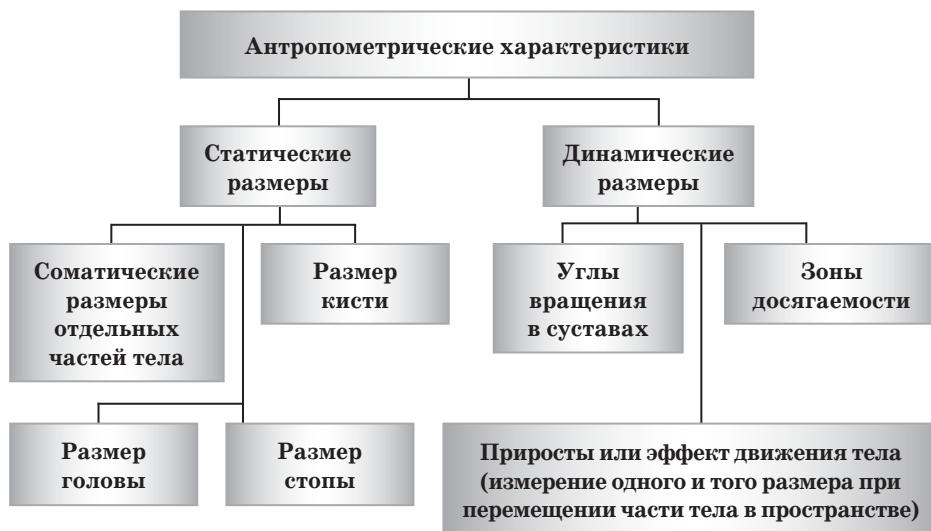 Антропометрические характеристики
Статические
размеры
Динамические
размеры
Соматические
размеры
отдельных
частей тела
Размер
кисти
Углы
вращения
в суставах
Зоны
досягаемости
Размер
головы
Размер
стопы
Приросты или эффект движения тела
(измерение одного и того размера при
перемещении части тела в пространстве)